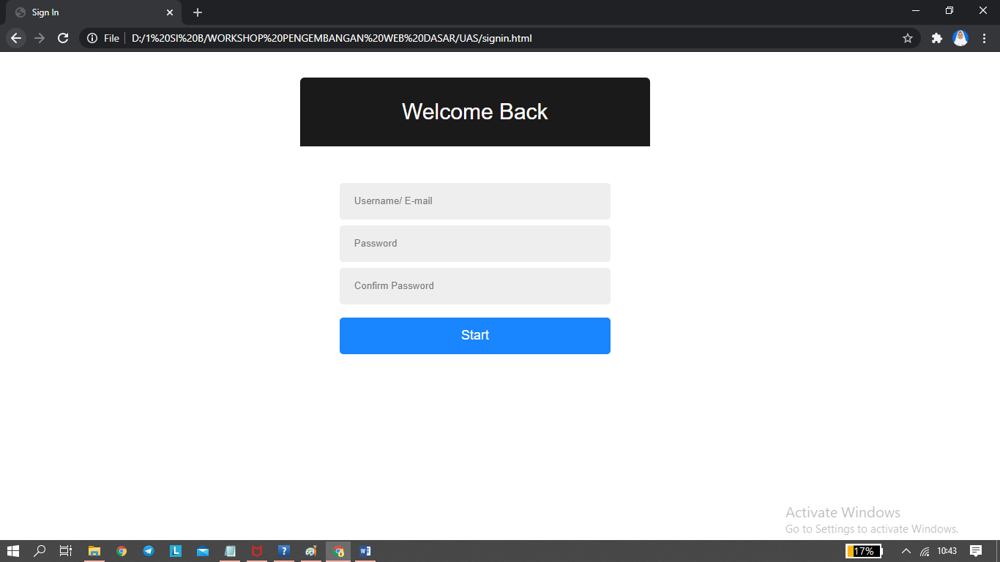 Sign In
File
D:/1%20SI%20B/WORKSHOP%20PENGEMBANGAN%20WEB%20DASAR/UAS/signin.html
Welcome Back
Username/ E-mail
Password
Confirm Password
Start
Activate Windows
Go to Settings to activate Windows.
L
?
W
17%
10:43